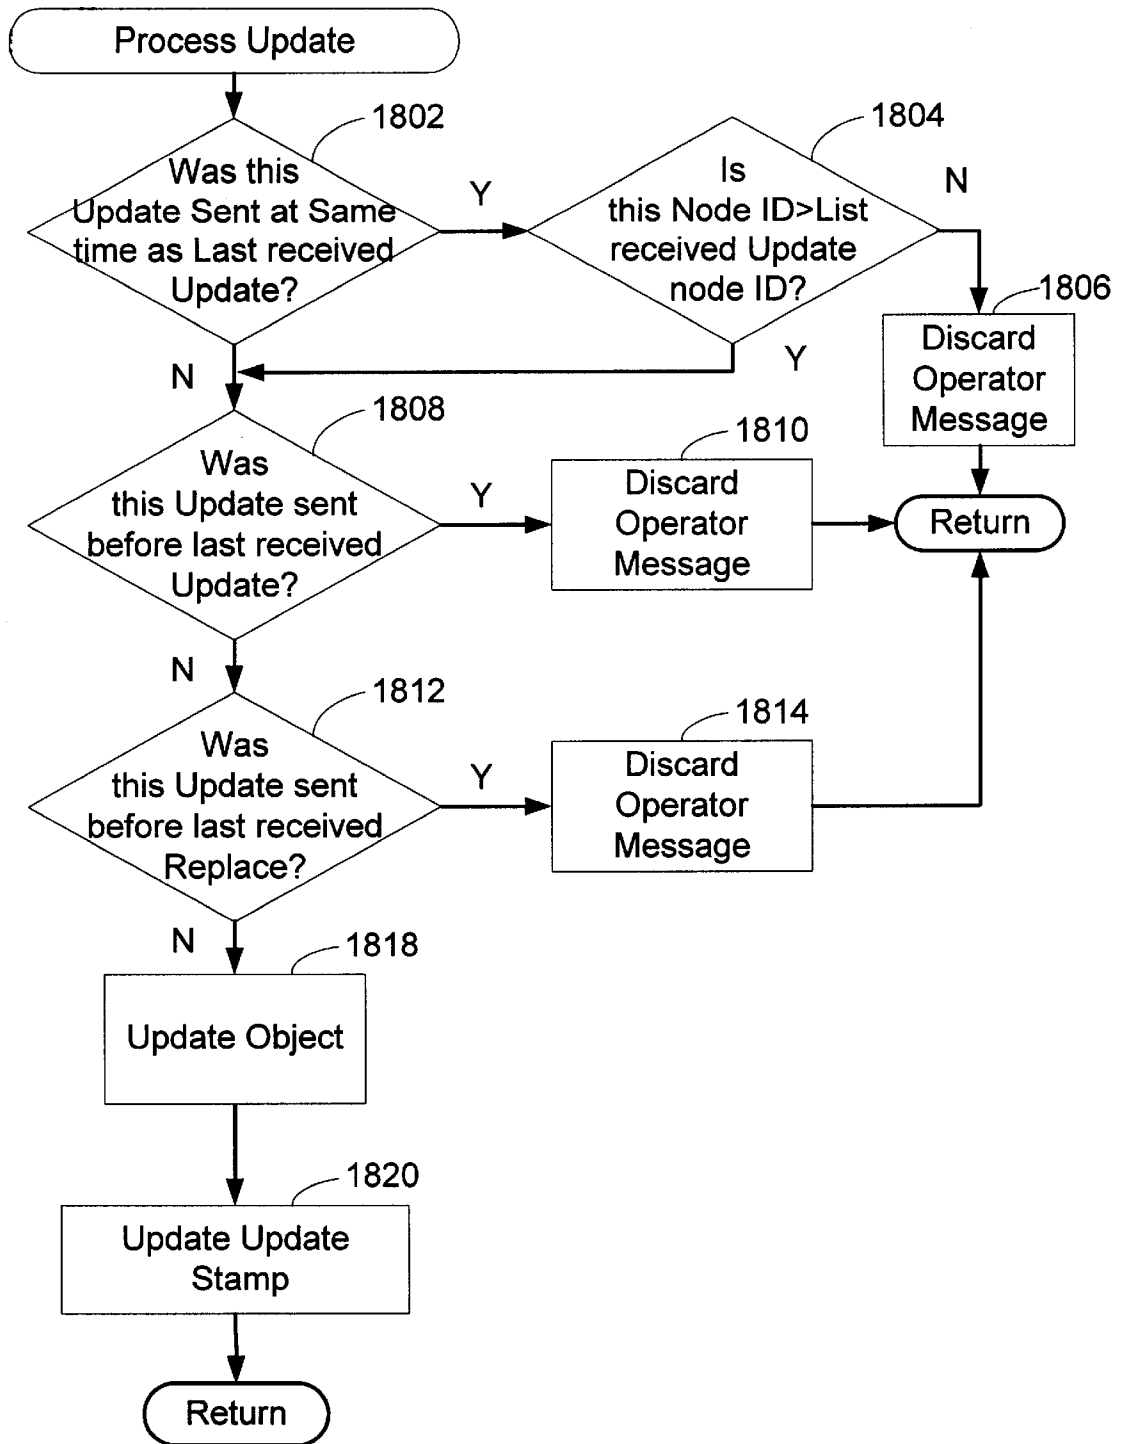 Process Update
1802
Was this
Update Sent at Same
time as Last received
Update?
Y
1804
Is
this Node ID>List
received Update
node ID?
N
1806
Discard
Operator
Message
Y
N
1808
Was
this Update sent
before last received
Update?
Y
1810
Discard
Operator
Message
Return
N
1812
Was
this Update sent
before last received
Replace?
Y
1814
Discard
Operator
Message
N
1818
Update Object
1820
Update Update
Stamp
Return